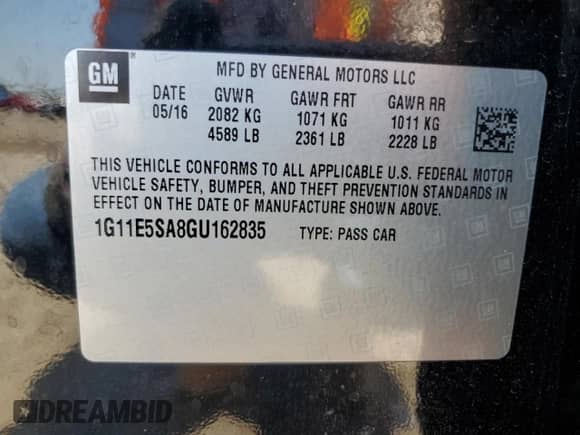 GM ®
MFD BY GENERAL MOTORS LLC
DATE GVWR GAWR FRT GAWR RR
05/16 2082 KG 1071 KG 1011 KG
4589 LB 2361 LB 2228 LB
THIS VEHICLE CONFORMS TO ALL APPLICABLE U.S. FEDERAL MOTOR
VEHICLE SAFETY, BUMPER, AND THEFT PREVENTION STANDARDS IN
EFFECT ON THE DATE OF MANUFACTURE SHOWN ABOVE.
1G11E5SA8GU162835 TYPE: PASS CAR
DREAMBID